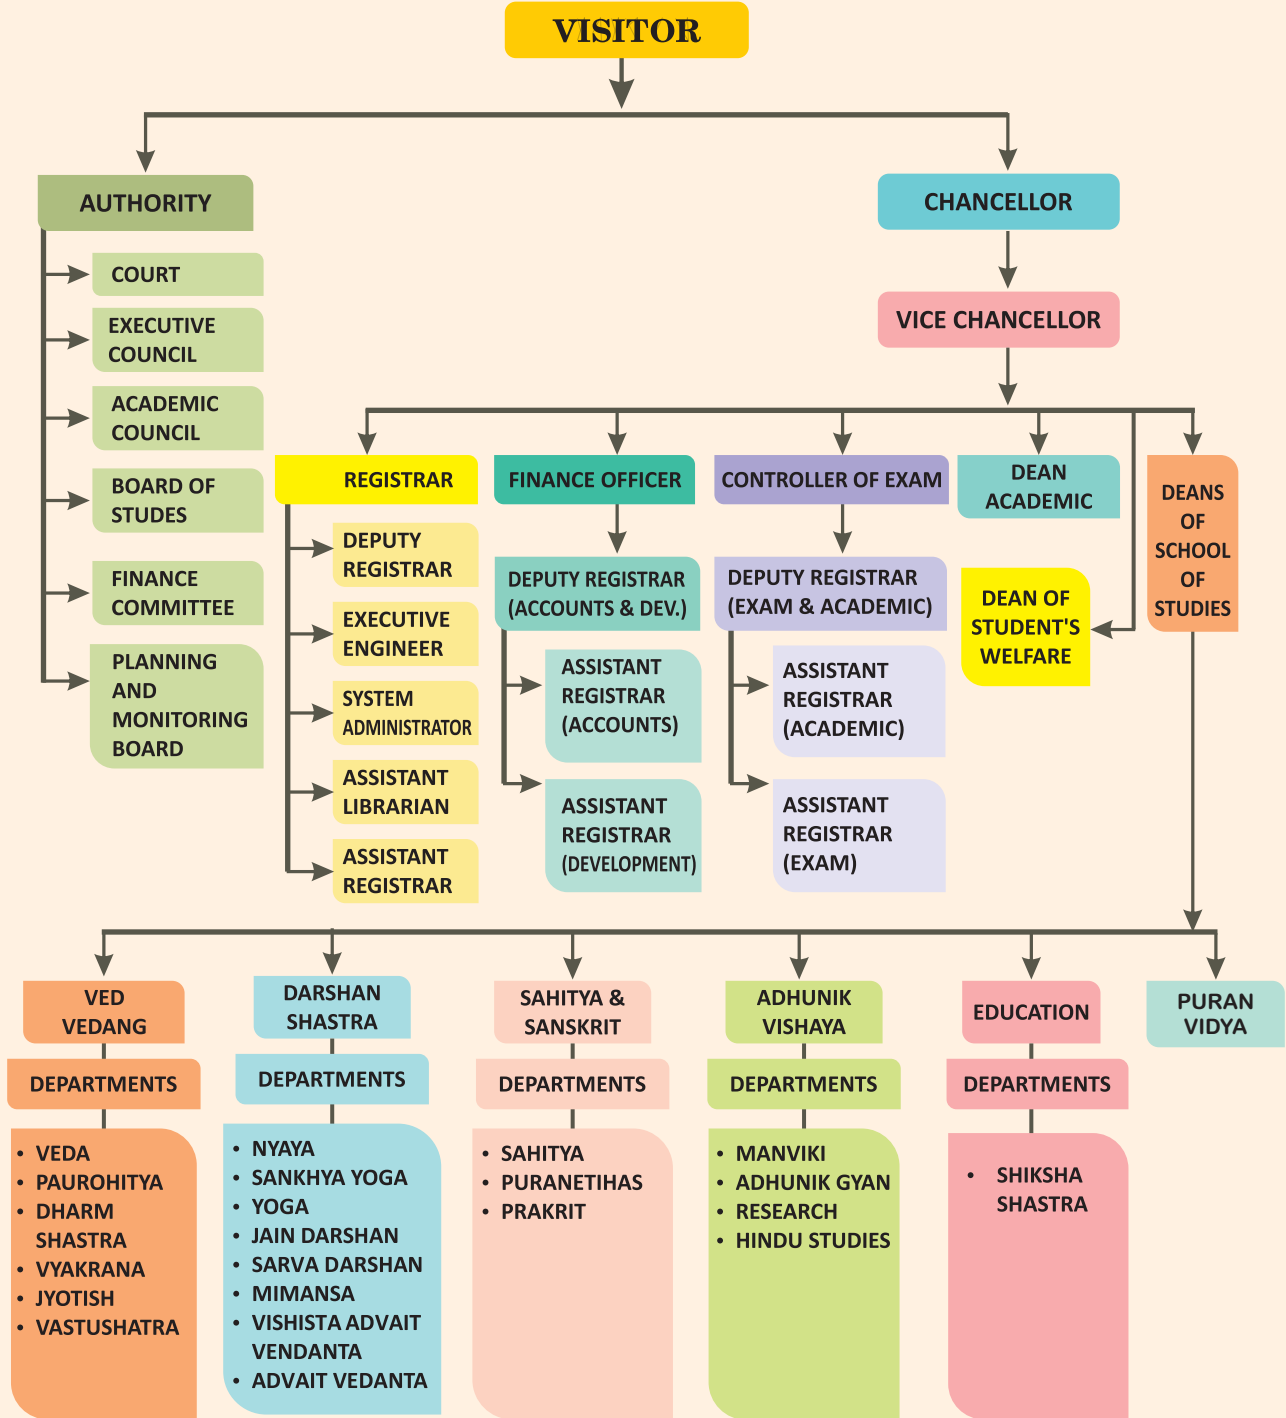 VISITOR
AUTHORITY
COURT
EXECUTIVE
COUNCIL
ACADEMIC
COUNCIL
BOARD OF
STUDES
FINANCE
COMMITTEE
PLANNING
AND
MONITORING
BOARD
CHANCELLOR
VICE CHANCELLOR
REGISTRAR
DEPUTY
REGISTRAR
EXECUTIVE
ENGINEER
SYSTEM
ADMINISTRATOR
ASSISTANT
LIBRARIAN
ASSISTANT
REGISTRAR
FINANCE OFFICER
DEPUTY REGISTRAR
(ACCOUNTS & DEV.)
ASSISTANT
REGISTRAR
(ACCOUNTS)
ASSISTANT
REGISTRAR
(DEVELOPMENT)
CONTROLLER OF EXAM
DEPUTY REGISTRAR
(EXAM & ACADEMIC)
ASSISTANT
REGISTRAR
(ACADEMIC)
ASSISTANT
REGISTRAR
(EXAM)
DEAN
ACADEMIC
DEAN OF
STUDENT'S
WELFARE
DEANS
OF
SCHOOL
OF
STUDIES
VED
VEDANG
DEPARTMENTS
• VEDA
• PAUROHITYA
• DHARM
SHASTRA
• VYAKRANA
• JYOTISH
• VASTUSHATRA
DARSHAN
SHASTRA
DEPARTMENTS
• NYAYA
• SANKHYA YOGA
• YOGA
• JAIN DARSHAN
• SARVA DARSHAN
• MIMANSA
• VISHISTA ADVAIT
VENDANTA
• ADVAIT VEDANTA
SAHITYA &
SANSKRIT
DEPARTMENTS
• SAHITYA
• PURANETIHAS
• PRAKRIT
ADHUNIK
VISHAYA
DEPARTMENTS
• MANVIKI
• ADHUNIK GYAN
• RESEARCH
• HINDU STUDIES
EDUCATION
DEPARTMENTS
• SHIKSHA
SHASTRA
PURAN
VIDYA